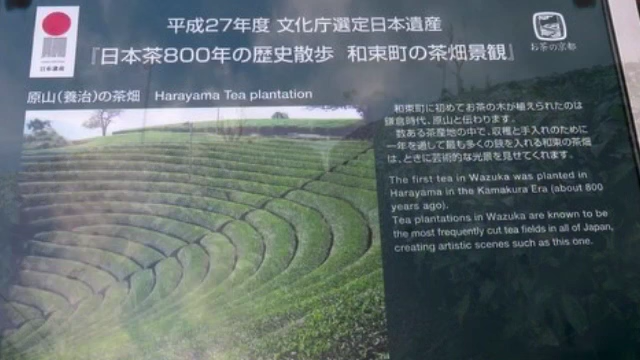 平成27年度 文化庁選定日本遺産
『日本茶800年の歴史散歩 和束町の茶畑景観』
日本遺産
お茶の京都
原山(養治)の茶畑 Harayama Tea plantation
和束町に初めてお茶の木が植えられたのは
鎌倉時代、原山と伝わります。
数ある茶産地の中で、収穫と手入れのために
一年を通して最も多くの鋏を入れる和束の茶畑
は、ときに芸術的な光景を見せてくれます。
The first tea in Wazuka was planted in
Harayama in the Kamakura Era (about 800
years ago).
Tea plantations in Wazuka are known to be
the most frequently cut tea fields in all of Japan,
creating artistic scenes such as this one.